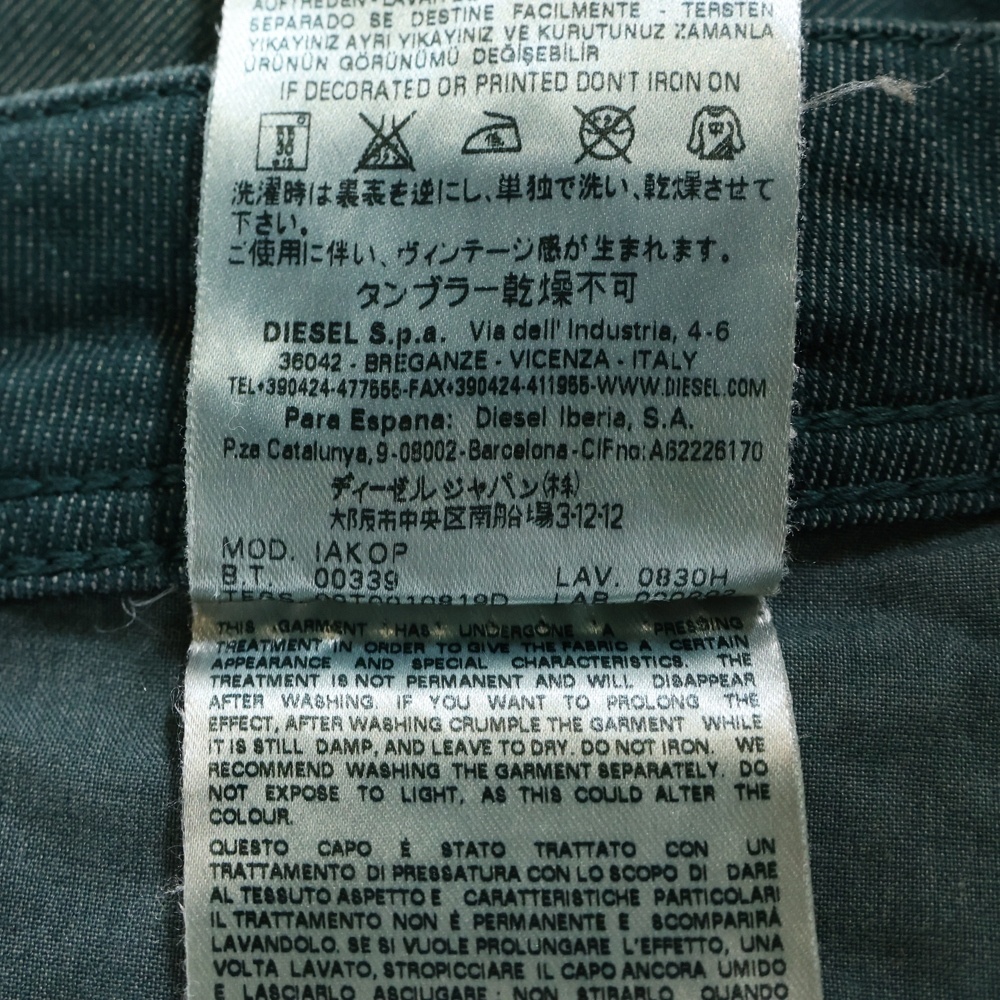 SEPARADO SE DESTINE FACILMENTE - TERSTEN
YIKAYINIZ AYRI YIKAYINIZ VE KURUTUNUZ ZAMANLA
ÜRÜNÜN GÖRÜNÜMÜ DEĞİŞEBİLİR
IF DECORATED OR PRINTED DON'T IRON ON
洗濯時は裏表を逆にし、単独で洗い、乾燥させて
下さい。
ご使用に伴い、ヴィンテージ感が生まれます。
タンブラー乾燥不可
DIESEL S.p.a. Via dell' Industria, 4-6
36042 - BREGANZE - VICENZA - ITALY
TEL+390424-477555-FAX+390424-411955-WWW.DIESEL.COM
Para Espana: Diesel Iberia, S.A.
P.za Catalunya, 9 - 08002 - Barcelona - CIF no: A62226170
ディーゼル ジャパン(株)
大阪市中央区南船場3-12-12
MOD. IAKOP
B.T. 00339 LAV. 0830H
THIS GARMENT HAS UNDERGONE A PRESSING
TREATMENT IN ORDER TO GIVE THE FABRIC A CERTAIN
APPEARANCE AND SPECIAL CHARACTERISTICS. THE
TREATMENT IS NOT PERMANENT AND WILL DISAPPEAR
AFTER WASHING. IF YOU WANT TO PROLONG THE
EFFECT, AFTER WASHING CRUMPLE THE GARMENT WHILE
IT IS STILL DAMP, AND LEAVE TO DRY. DO NOT IRON. WE
RECOMMEND WASHING THE GARMENT SEPARATELY. DO
NOT EXPOSE TO LIGHT, AS THIS COULD ALTER THE
COLOUR.
QUESTO CAPO È STATO TRATTATO CON UN
TRATTAMENTO DI PRESSATURA CON LO SCOPO DI DARE
AL TESSUTO ASPETTO E CARATTERISTICHE PARTICOLARI
IL TRATTAMENTO NON È PERMANENTE E SCOMPARIRÀ
LAVANDOLO. SE SI VUOLE PROLUNGARE L'EFFETTO, UNA
VOLTA LAVATO, STROPICCIARE IL CAPO ANCORA UMIDO
E LASCIARLO ASCIUGARE: NON STIRARLO QUANDO